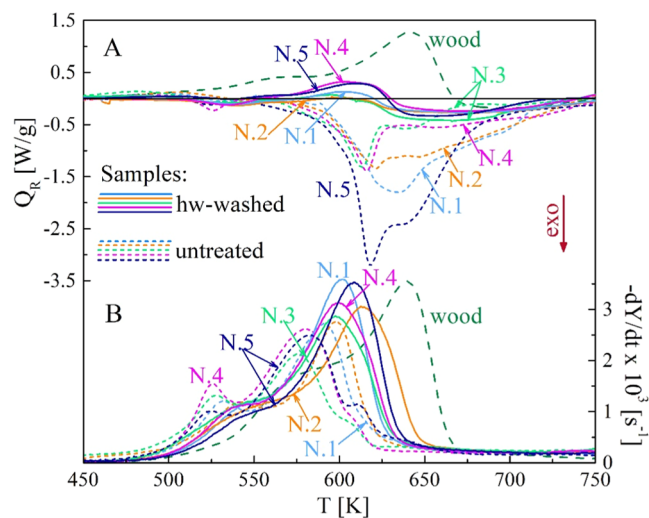 1.5
A
0.5
-0.5
-1.5
-2.5
-3.5
Q_R [W/g]
N.5
N.4
wood
N.3
N.2
N.1
N.4
N.2
N.1
N.5
Samples:
hw-washed
untreated
exo
B
N.1
N.4
N.3
wood
N.5
N.4
N.2
N.1
3
2
1
0
-dY/dt x 10³ [s⁻¹]
450 500 550 600 650 700 750
T [K]